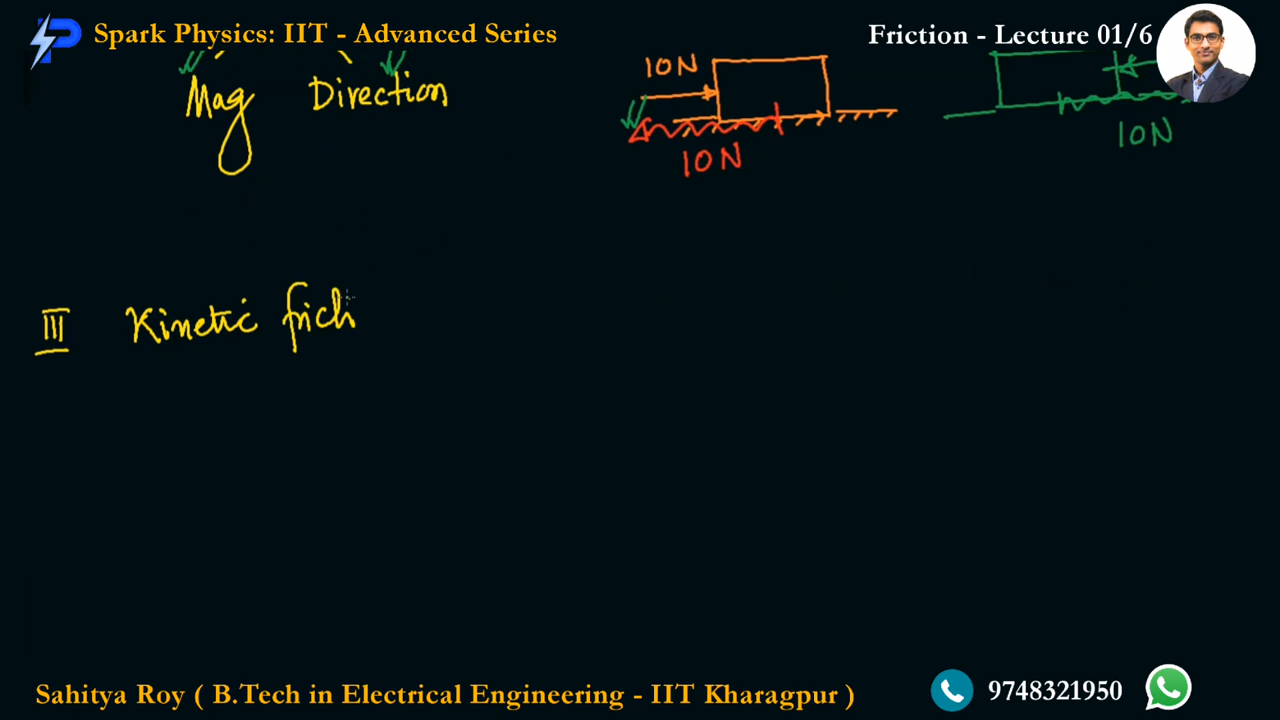 Spark Physics: IIT - Advanced Series
Friction - Lecture 01/6
Mag Direction
10N
10N
10N
III Kinetic fricti
Sahitya Roy ( B.Tech in Electrical Engineering - IIT Kharagpur )
9748321950